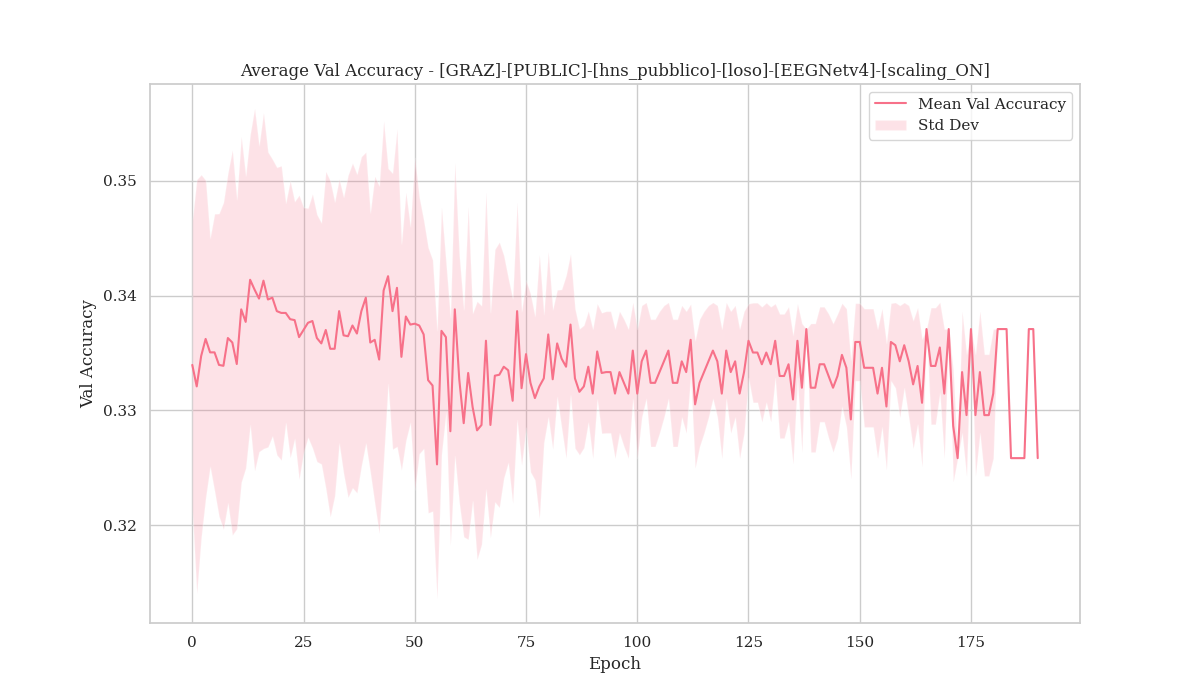 Average Val Accuracy - [GRAZ]-[PUBLIC]-[hns_pubblico]-[loso]-[EEGNetv4]-[scaling_ON]
Mean Val Accuracy
Std Dev
0.35
0.34
0.33
0.32
Val Accuracy
0 25 50 75 100 125 150 175
Epoch